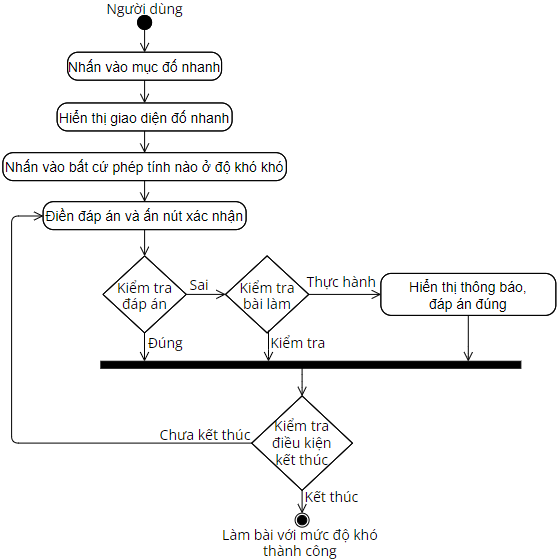 Người dùng
Nhấn vào mục đố nhanh
Hiển thị giao diện đố nhanh
Nhấn vào bất cứ phép tính nào ở độ khó khó
Điền đáp án và ấn nút xác nhận
Kiểm tra
đáp án
Sai
Kiểm tra
bài làm
Thực hành
Hiển thị thông báo,
đáp án đúng
Đúng
Kiểm tra
Kiểm tra
điều kiện
kết thúc
Chưa kết thúc
Kết thúc
Làm bài với mức độ khó
thành công